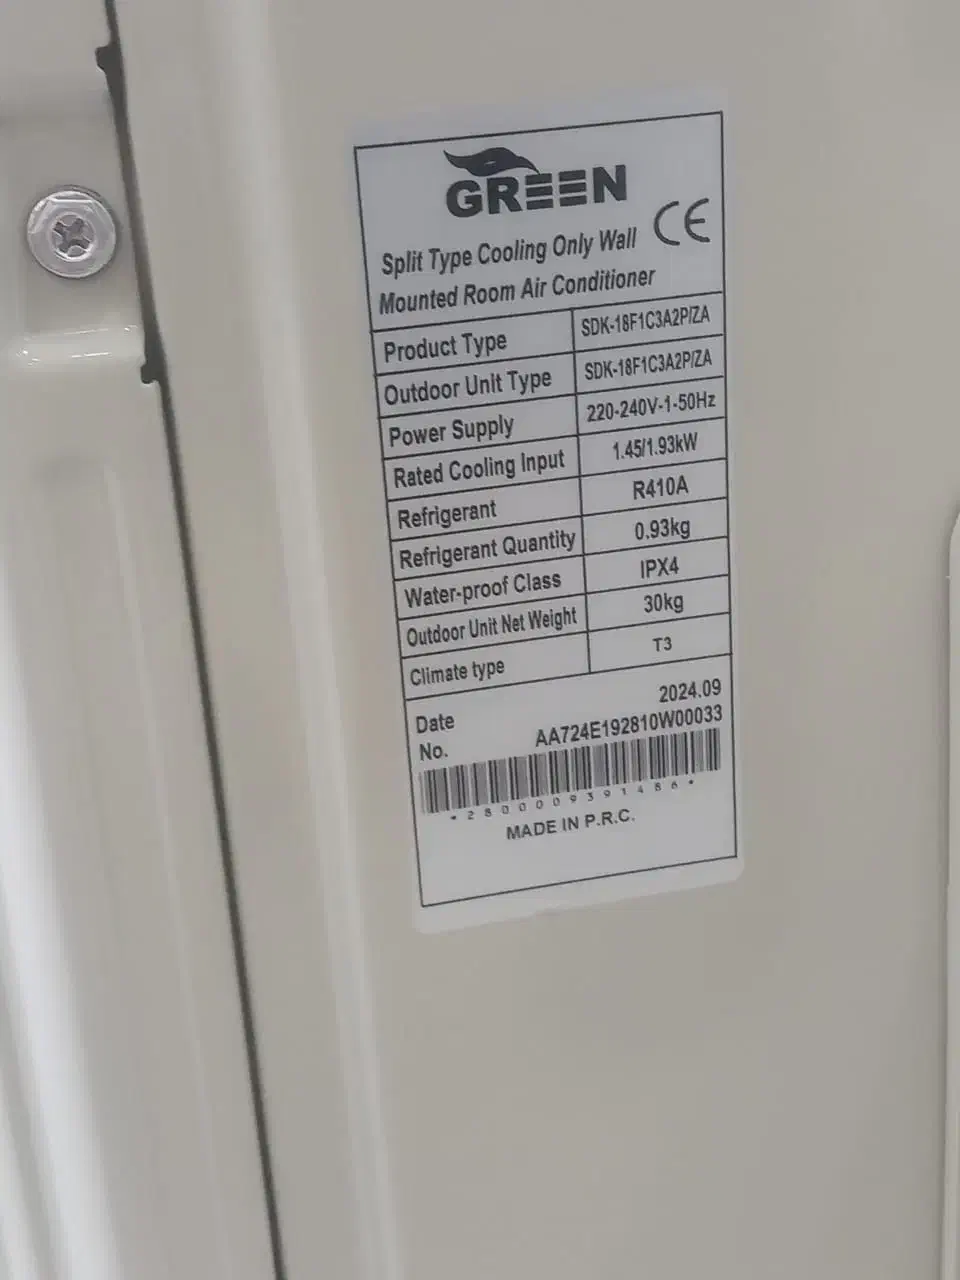 GREEN
CE
Split Type Cooling Only Wall
Mounted Room Air Conditioner
Product Type SDK-18F1C3A2P/ZA
Outdoor Unit Type SDK-18F1C3A2P/ZA
Power Supply 220-240V-1-50Hz
Rated Cooling Input 1.45/1.93kW
Refrigerant R410A
Refrigerant Quantity 0.93kg
Water-proof Class IPX4
Outdoor Unit Net Weight 30kg
Climate type T3
Date 2024.09
No. AA724E192810W00033
*2800009391486*
MADE IN P.R.C.